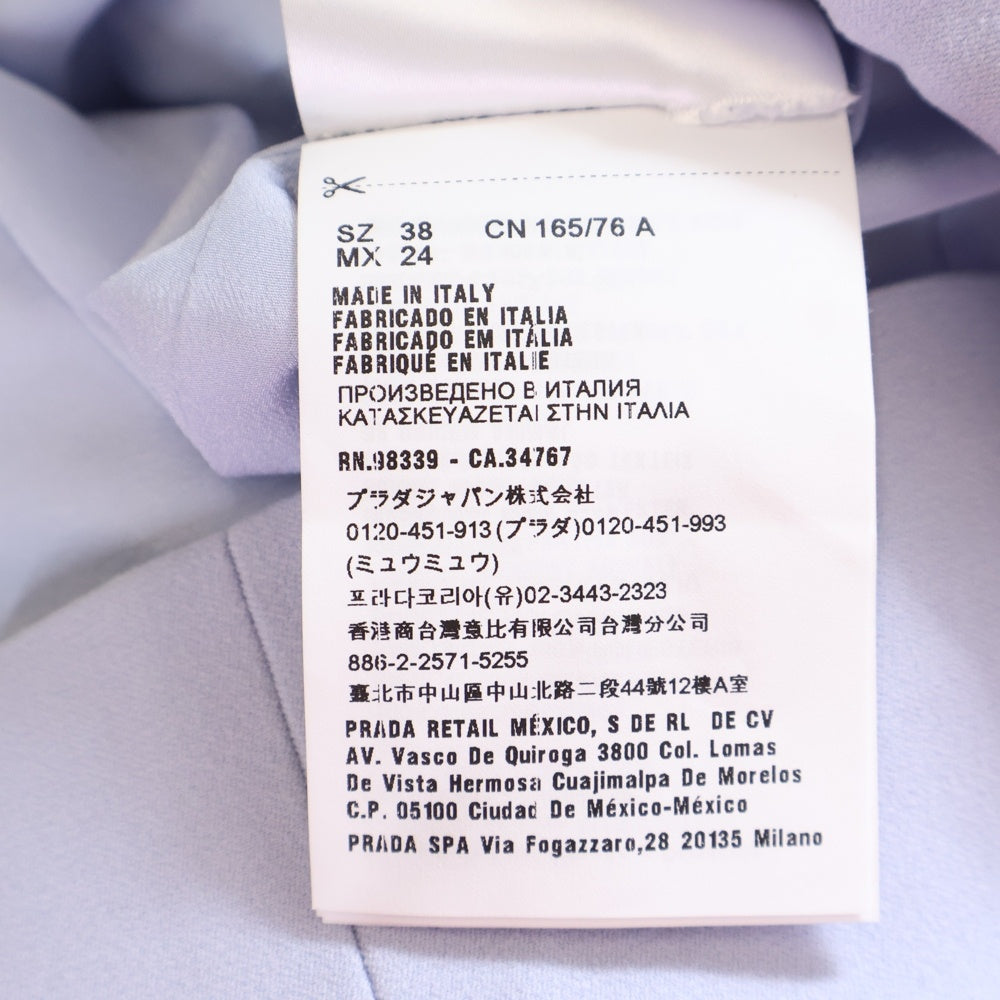 SZ 38 CN 165/76 A
MX 24
MADE IN ITALY
FABRICADO EN ITALIA
FABRICADO EM ITÁLIA
FABRIQUÉ EN ITALIE
ПРОИЗВЕДЕНО В ИТАЛИЯ
ΚΑΤΑΣΚΕΥΑΖΕΤΑΙ ΣΤΗΝ ΙΤΑΛΙΑ
RN.98339 - CA.34767
プラダジャパン株式会社
0120-451-913(プラダ)0120-451-993
(ミュウミュウ)
프라다코리아(유)02-3443-2323
香港商台灣意比有限公司台灣分公司
886-2-2571-5255
臺北市中山區中山北路二段44號12樓A室
PRADA RETAIL MÉXICO, S DE RL DE CV
AV. Vasco De Quiroga 3800 Col. Lomas
De Vista Hermosa Cuajimalpa De Morelos
C.P. 05100 Ciudad De México-México
PRADA SPA Via Fogazzaro,28 20135 Milano